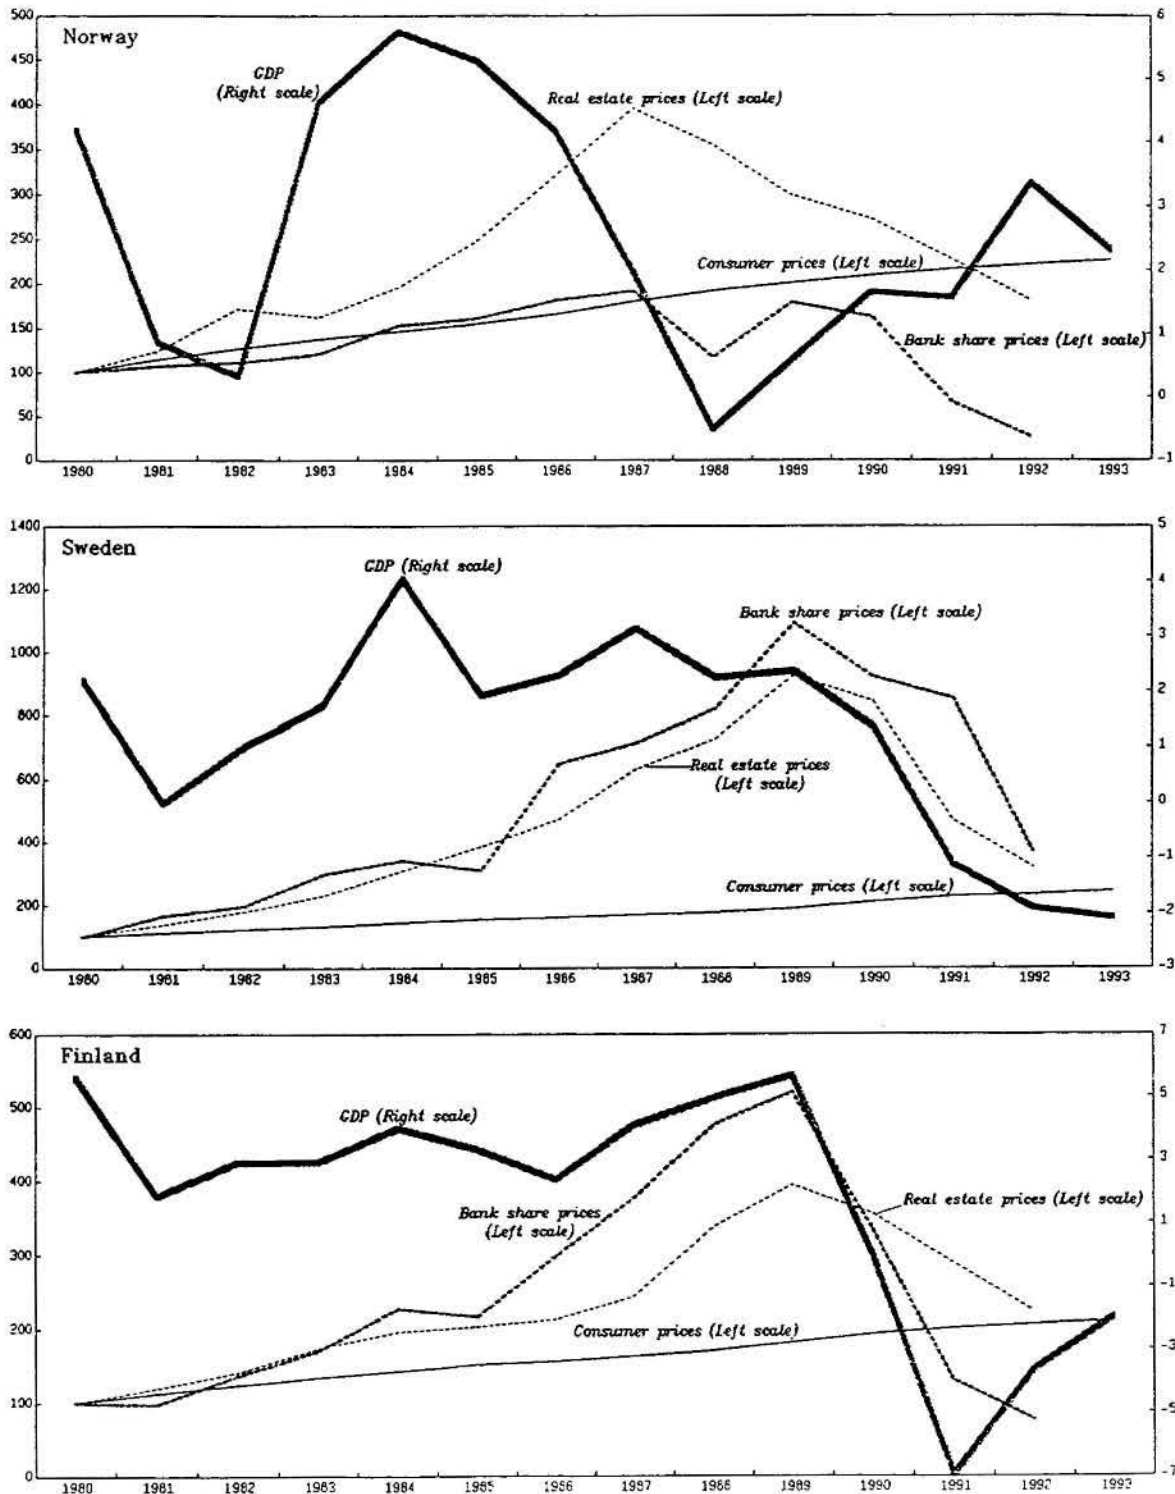 500
6
Norway
450
GDP
(Right scale)
5
Real estate prices (Left scale)
400
350
4
300
3
250
Consumer prices (Left scale)
200
2
150
1
Bank share prices (Left scale)
100
0
50
0
-1
1980 1981 1982 1983 1984 1985 1986 1987 1988 1989 1990 1991 1992 1993
1400
5
Sweden
GDP (Right scale)
4
1200
Bank share prices (Left scale)
3
1000
2
800
Real estate prices
(Left scale)
1
600
0
400
-1
Consumer prices (Left scale)
200
-2
0
-3
1980 1981 1982 1983 1984 1985 1986 1987 1988 1989 1990 1991 1992 1993
600
7
Finland
5
500
GDP (Right scale)
3
400
Bank share prices
(Left scale)
Real estate prices (Left scale)
1
300
-1
200
Consumer prices (Left scale)
-3
100
-5
0
-7
1980 1981 1982 1983 1984 1985 1986 1987 1988 1989 1990 1991 1992 1993